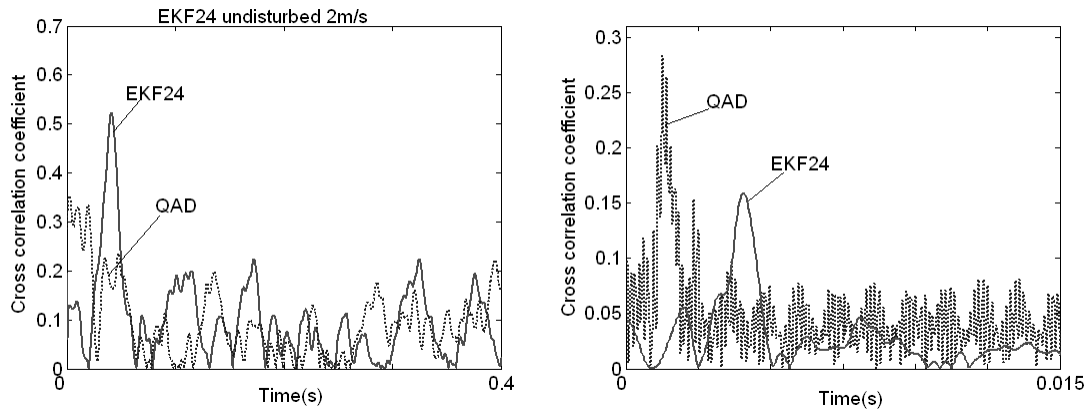 EKF24 undisturbed 2m/s
0.7
0.6
0.5
0.4
0.3
0.2
0.1
0
Cross correlation coefficient
EKF24
QAD
0
0.4
Time(s)
0.3
0.25
0.2
0.15
0.1
0.05
0
Cross correlation coefficient
QAD
EKF24
0
0.015
Time(s)